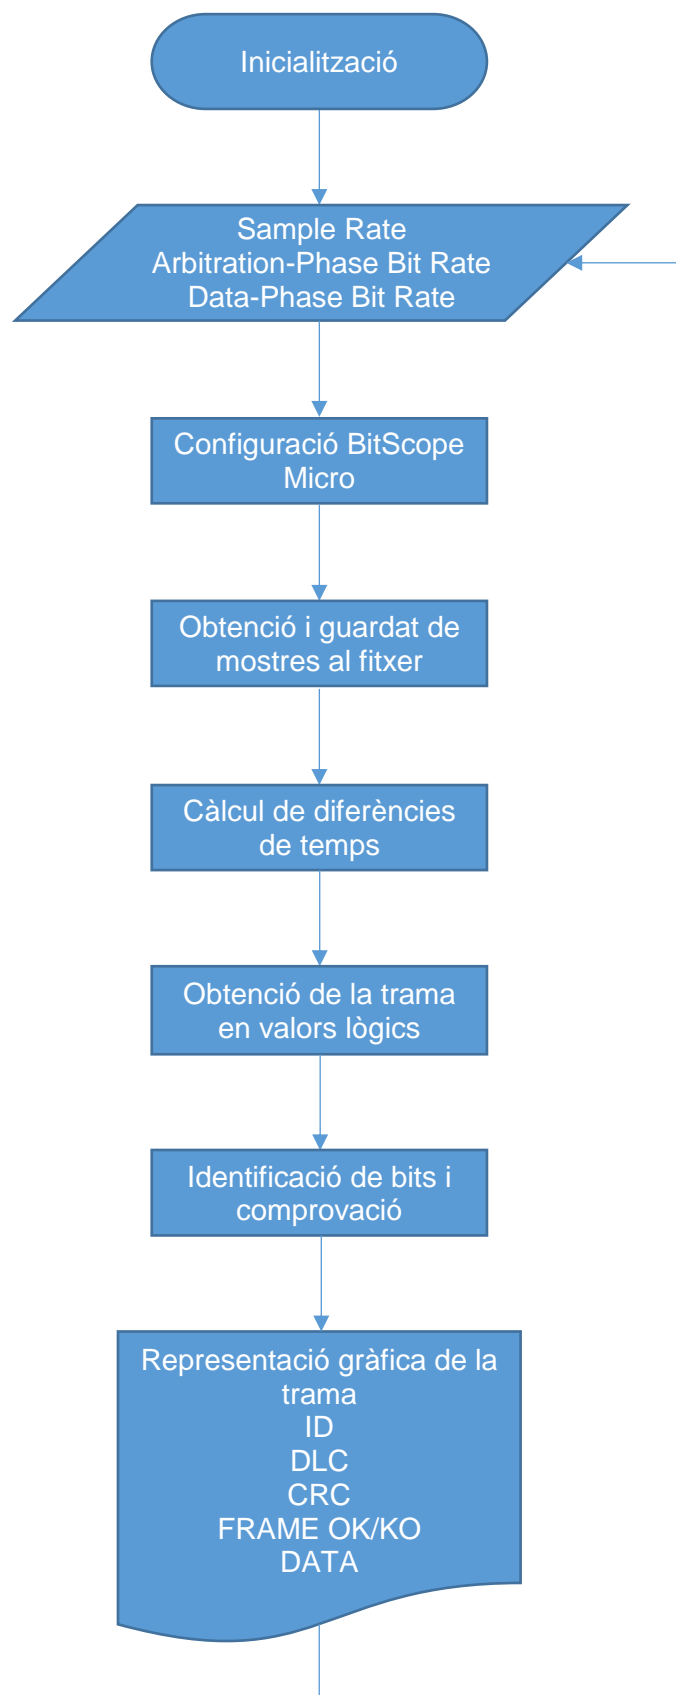 Inicialització
Sample Rate
Arbitration-Phase Bit Rate
Data-Phase Bit Rate
Configuració BitScope
Micro
Obtenció i guardat de
mostres al fitxer
Càlcul de diferències
de temps
Obtenció de la trama
en valors lògics
Identificació de bits i
comprovació
Representació gràfica de la
trama
ID
DLC
CRC
FRAME OK/KO
DATA